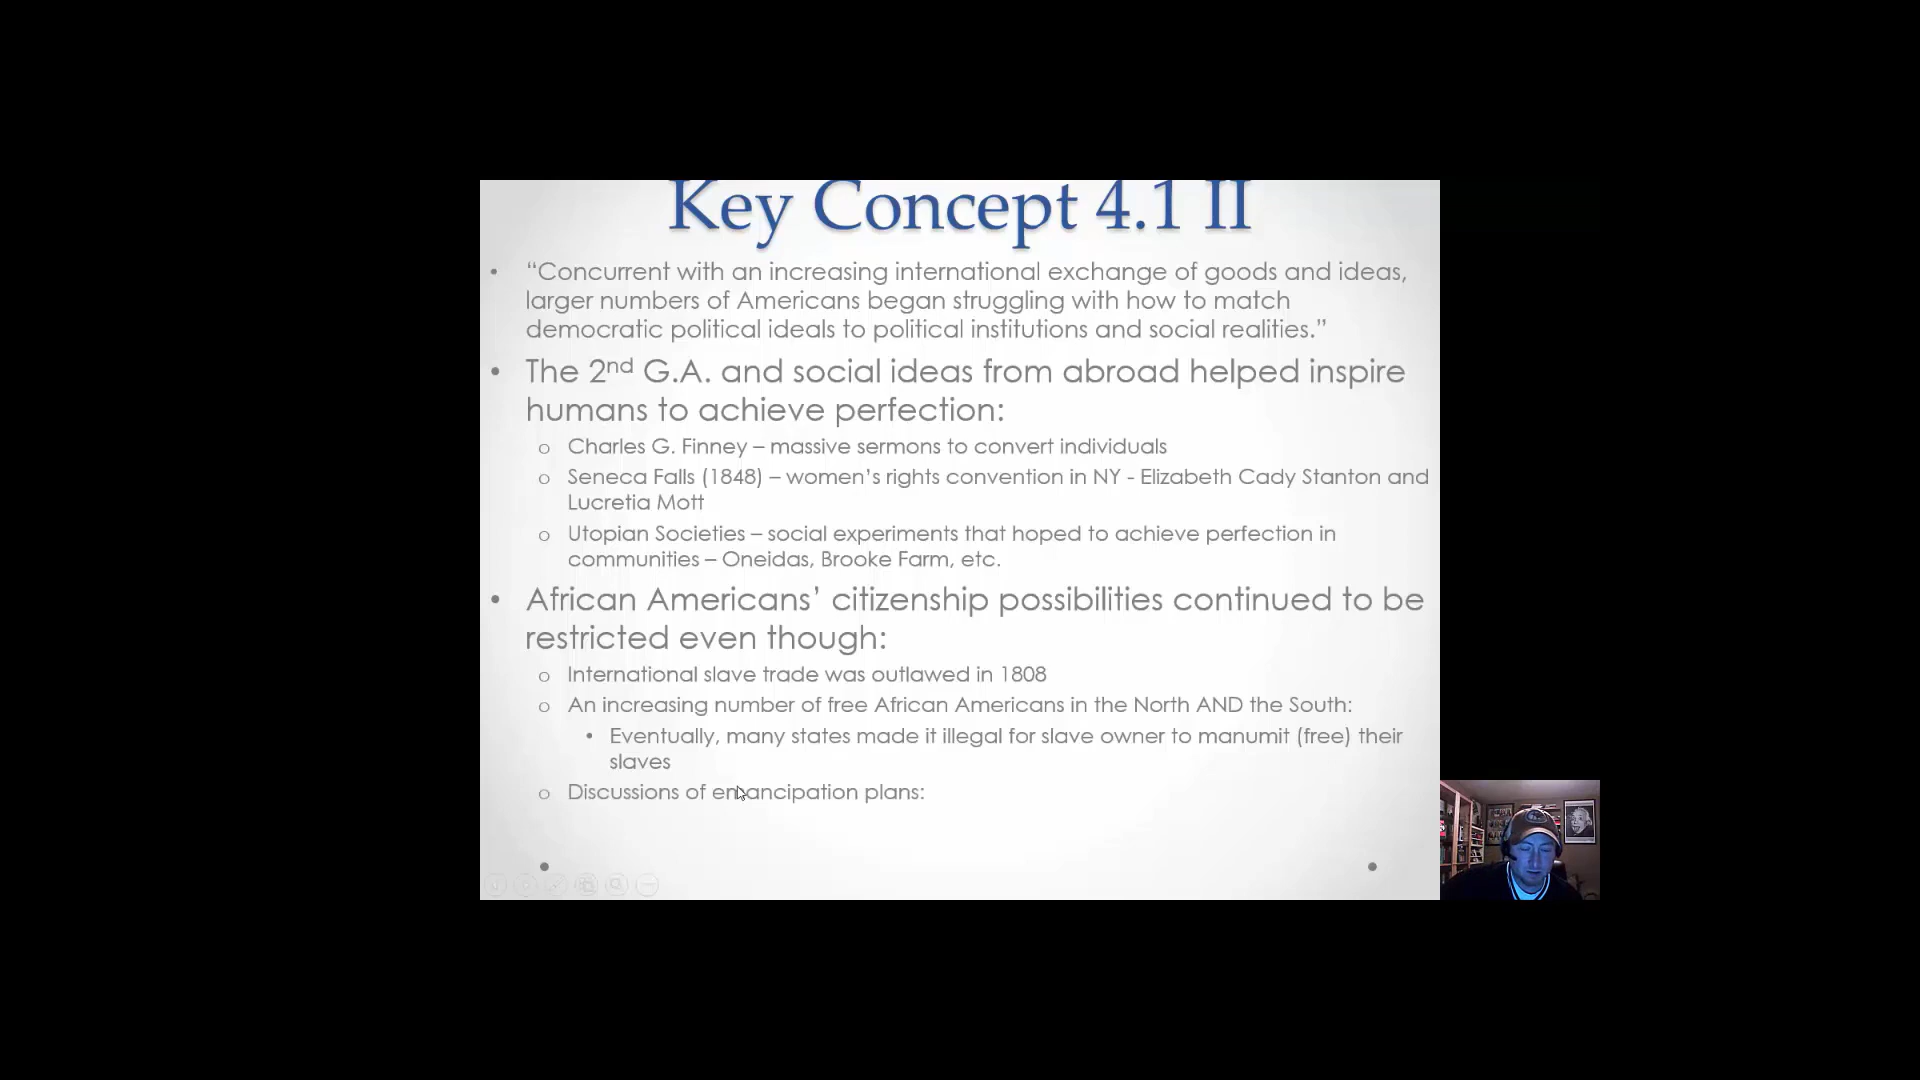 Key Concept 4.1 II
• “Concurrent with an increasing international exchange of goods and ideas,
larger numbers of Americans began struggling with how to match
democratic political ideals to political institutions and social realities.”
• The 2nd G.A. and social ideas from abroad helped inspire
humans to achieve perfection:
o Charles G. Finney – massive sermons to convert individuals
o Seneca Falls (1848) – women’s rights convention in NY - Elizabeth Cady Stanton and
Lucretia Mott
o Utopian Societies – social experiments that hoped to achieve perfection in
communities – Oneidas, Brooke Farm, etc.
• African Americans’ citizenship possibilities continued to be
restricted even though:
o International slave trade was outlawed in 1808
o An increasing number of free African Americans in the North AND the South:
• Eventually, many states made it illegal for slave owner to manumit (free) their
slaves
o Discussions of emancipation plans: